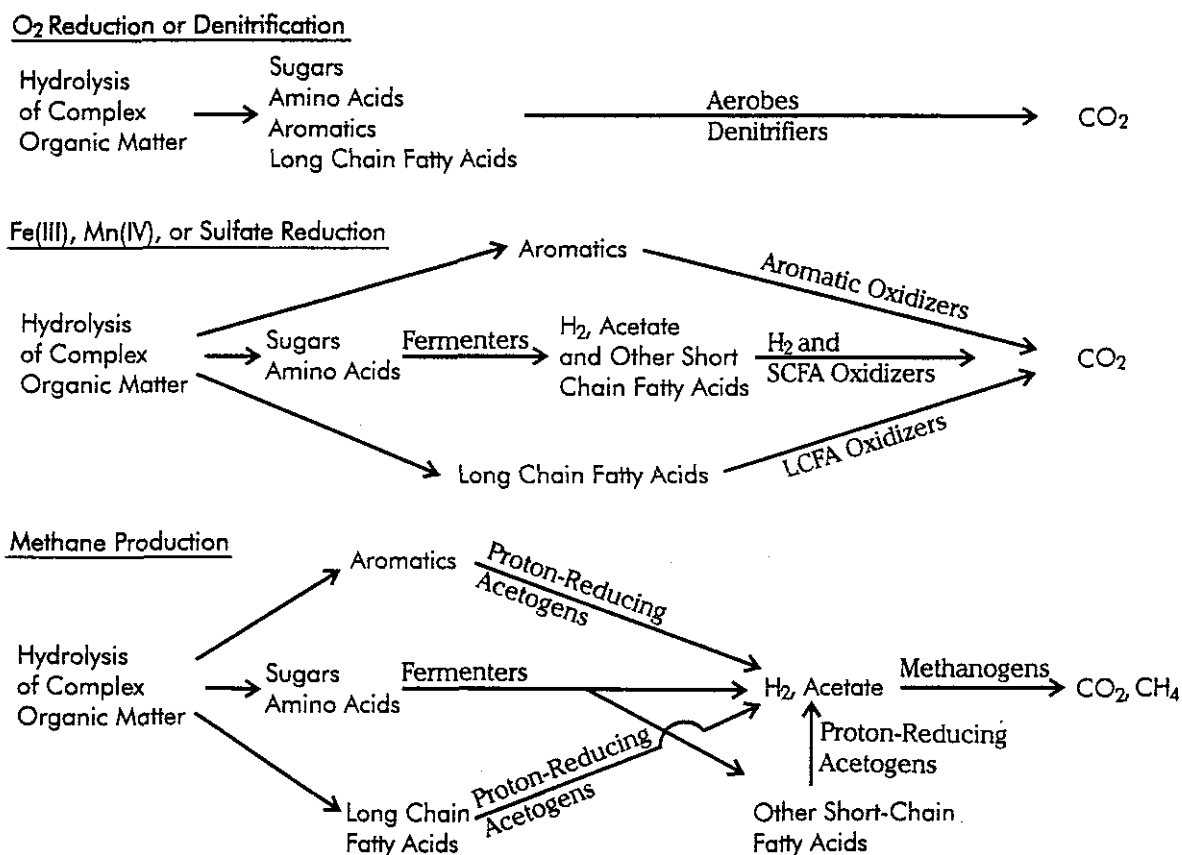 O₂ Reduction or Denitrification
Hydrolysis
of Complex
Organic Matter
Sugars
Amino Acids
Aromatics
Long Chain Fatty Acids
Aerobes
Denitrifiers
CO₂
Fe(III), Mn(IV), or Sulfate Reduction
Hydrolysis
of Complex
Organic Matter
Aromatics
Aromatic Oxidizers
Sugars
Amino Acids
Fermenters
H₂, Acetate
and Other Short
Chain Fatty Acids
H₂ and
SCFA Oxidizers
CO₂
Long Chain Fatty Acids
LCFA Oxidizers
Methane Production
Hydrolysis
of Complex
Organic Matter
Aromatics
Proton-Reducing
Acetogens
Sugars
Amino Acids
Fermenters
H₂, Acetate
Methanogens
CO₂, CH₄
Long Chain
Fatty Acids
Proton-Reducing
Acetogens
Proton-Reducing
Acetogens
Other Short-Chain
Fatty Acids